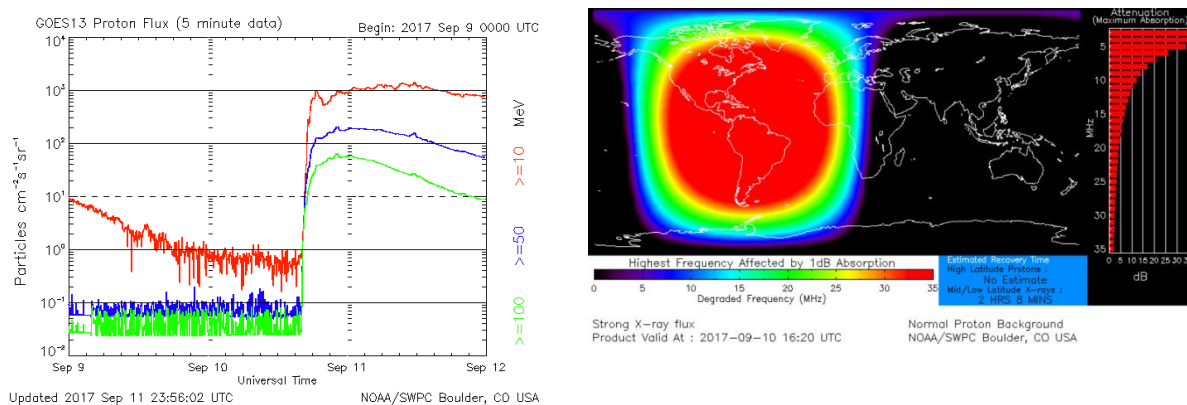 GOES13 Proton Flux (5 minute data)
Begin: 2017 Sep 9 0000 UTC
Particles cm⁻²s⁻¹sr⁻¹
10⁴
10³
10²
10¹
10⁰
10⁻¹
10⁻²
>=10 MeV
>=50
>=100
Sep 9
Sep 10
Sep 11
Sep 12
Universal Time
Updated 2017 Sep 11 23:56:02 UTC
NOAA/SWPC Boulder, CO USA
Attenuation
(Maximum Absorption)
MHz
5
10
15
20
25
30
35
0 5 10 15 20 25 30 3
dB
Highest Frequency Affected by 1dB Absorption
0 5 10 15 20 25 30 35
Degraded Frequency (MHz)
Estimated Recovery Time
High Latitude Protons :
No Estimate
Mid/Low Latitude X-rays :
2 HRS 8 MINS
Strong X-ray flux
Normal Proton Background
Product Valid At : 2017-09-10 16:20 UTC
NOAA/SWPC Boulder, CO USA